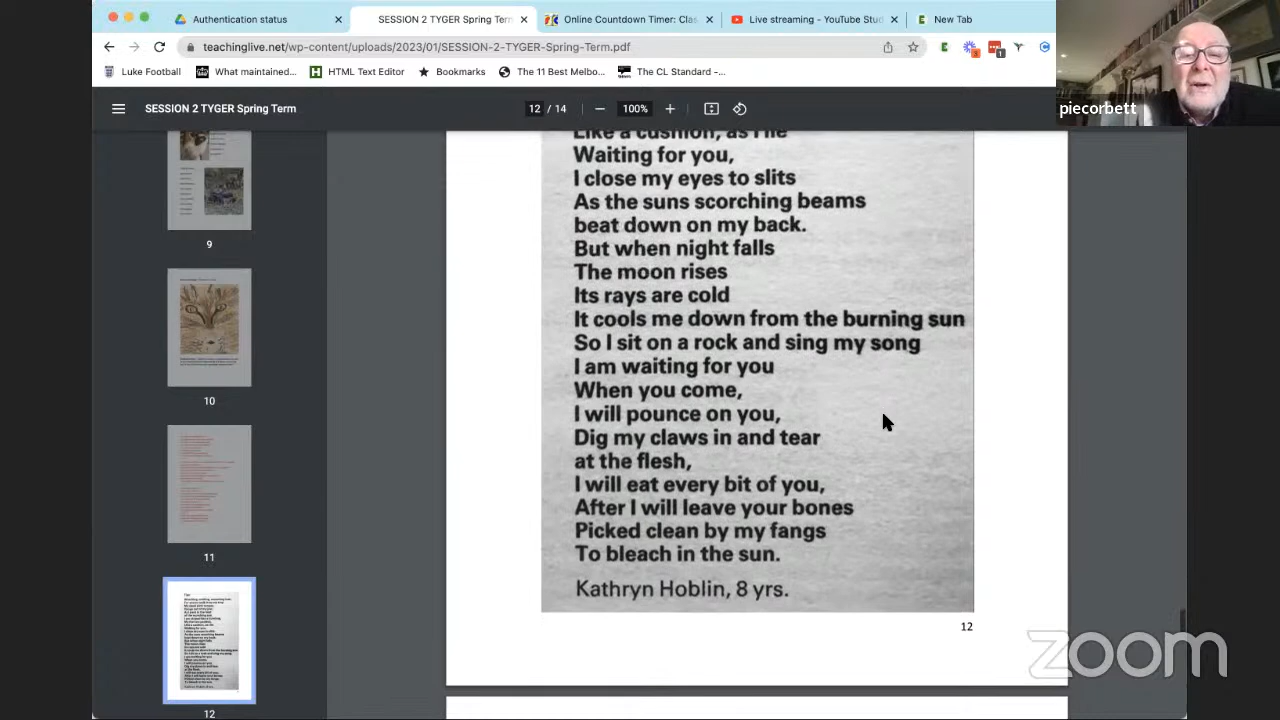 Authentication status
SESSION 2 TYGER Spring Term
Online Countdown Timer: Clas
Live streaming - YouTube Stud
New Tab
teachinglive.net/wp-content/uploads/2023/01/SESSION-2-TYGER-Spring-Term.pdf
Luke Football
What maintained...
HTML Text Editor
Bookmarks
The 11 Best Melbo...
The CL Standard -...
piecorbett
SESSION 2 TYGER Spring Term
12 / 14
100%
Like a cushion, as I lie
Waiting for you,
I close my eyes to slits
As the suns scorching beams
beat down on my back.
But when night falls
The moon rises
Its rays are cold
It cools me down from the burning sun
So I sit on a rock and sing my song
I am waiting for you
When you come,
I will pounce on you,
Dig my claws in and tear
at the flesh,
I will eat every bit of you,
After I will leave your bones
Picked clean by my fangs
To bleach in the sun.
Kathryn Hoblin, 8 yrs.
12
9
10
11
12
zoom